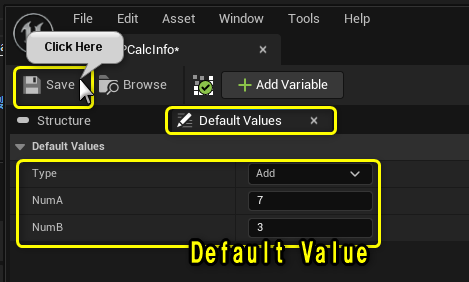 File Edit Asset Window Tools Help
Click Here
PCalcInfo*
Save Browse + Add Variable
Structure Default Values
Default Values
Type Add
NumA 7
NumB 3
Default Value